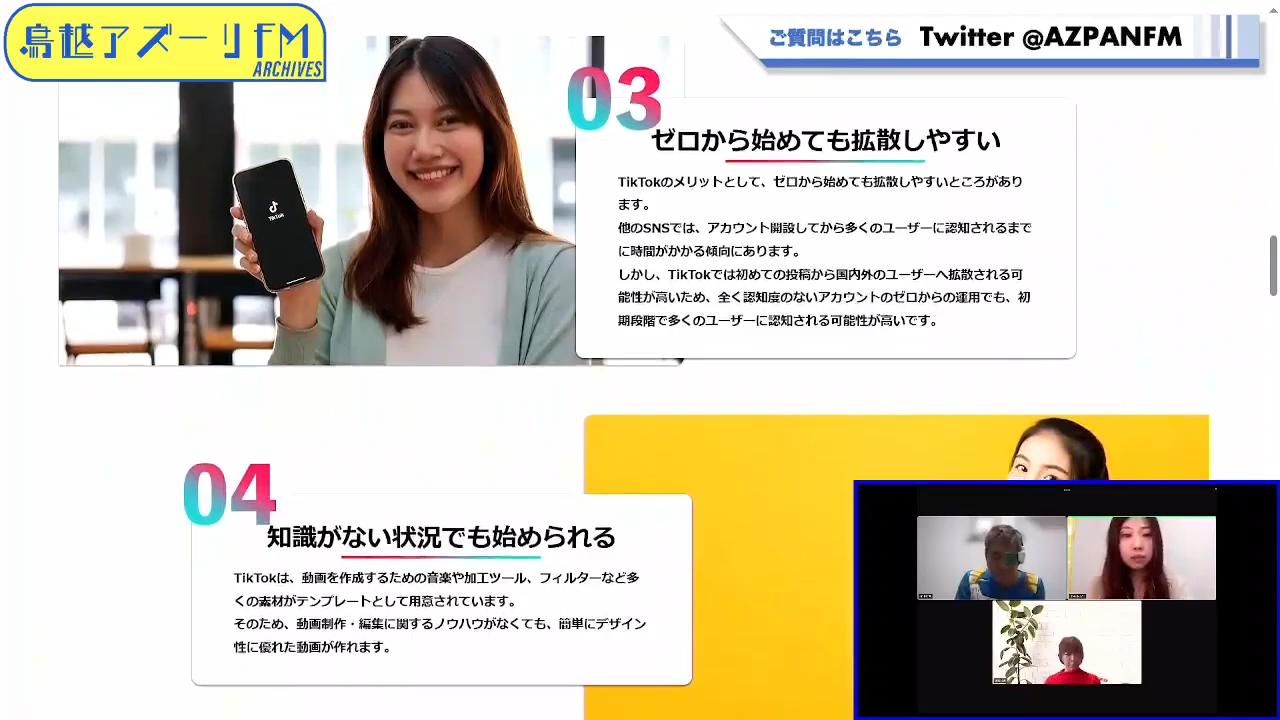 鳥越アズーリFM
ARCHIVES
ご質問はこちら Twitter @AZPANFM
03
ゼロから始めても拡散しやすい
TikTokのメリットとして、ゼロから始めても拡散しやすいところがあり
ます。
他のSNSでは、アカウント開設してから多くのユーザーに認知されるまで
に時間がかかる傾向にあります。
しかし、TikTokでは初めての投稿から国内外のユーザーへ拡散される可
能性が高いため、全く認知度のないアカウントのゼロからの運用でも、初
期段階で多くのユーザーに認知される可能性が高いです。
TikTok
04
知識がない状況でも始められる
TikTokは、動画を作成するための音楽や加工ツール、フィルターなど多
くの素材がテンプレートとして用意されています。
そのため、動画制作・編集に関するノウハウがなくても、簡単にデザイン
性に優れた動画が作れます。